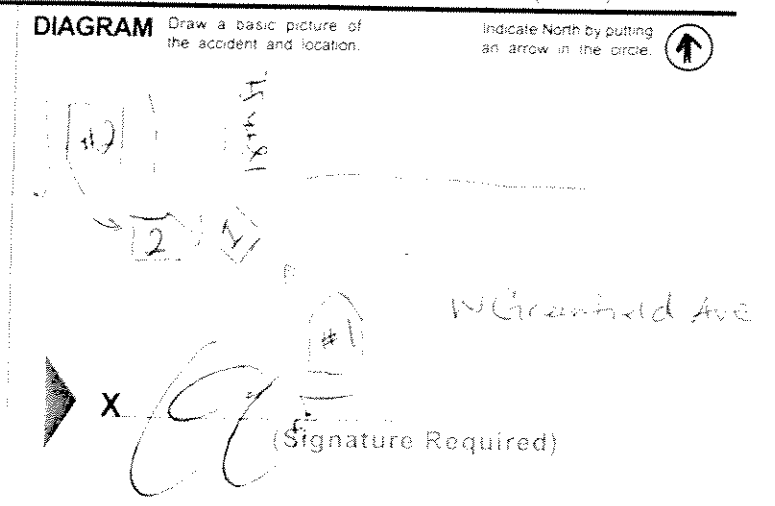 DIAGRAM Draw a basic picture of the accident and location.
Indicate North by putting an arrow in the circle.
#2
2
W Greenfield Ave
#1
X
(Signature Required)